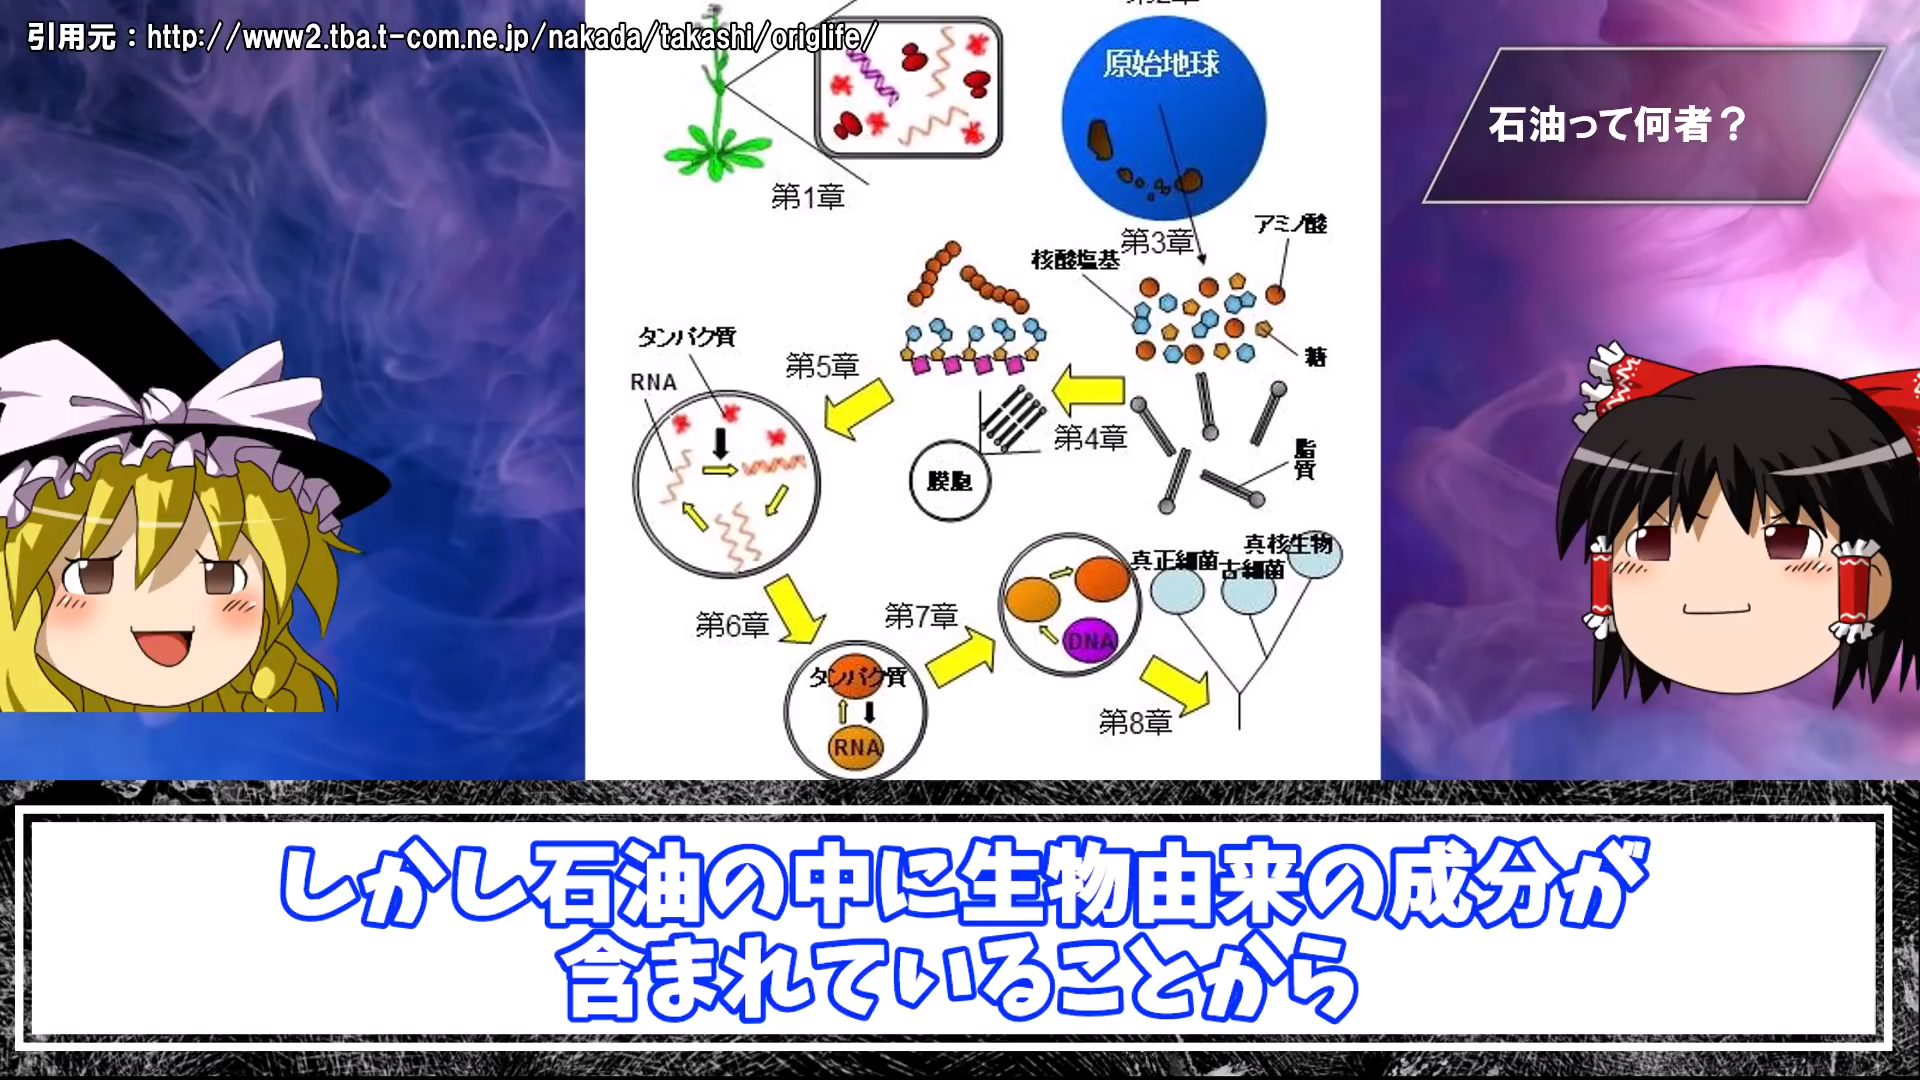 引用元：http://www2.tba.t-com.ne.jp/nakada/takashi/origlife/
石油って何者？
原始地球
第1章
第3章
アミノ酸
核酸塩基
糖
タンパク質
第5章
RNA
第4章
脂質
膜胞
真核生物
真正細菌
古細菌
第6章
第7章
DNA
タンパク質
RNA
第8章
しかし石油の中に生物由来の成分が
含まれていることから